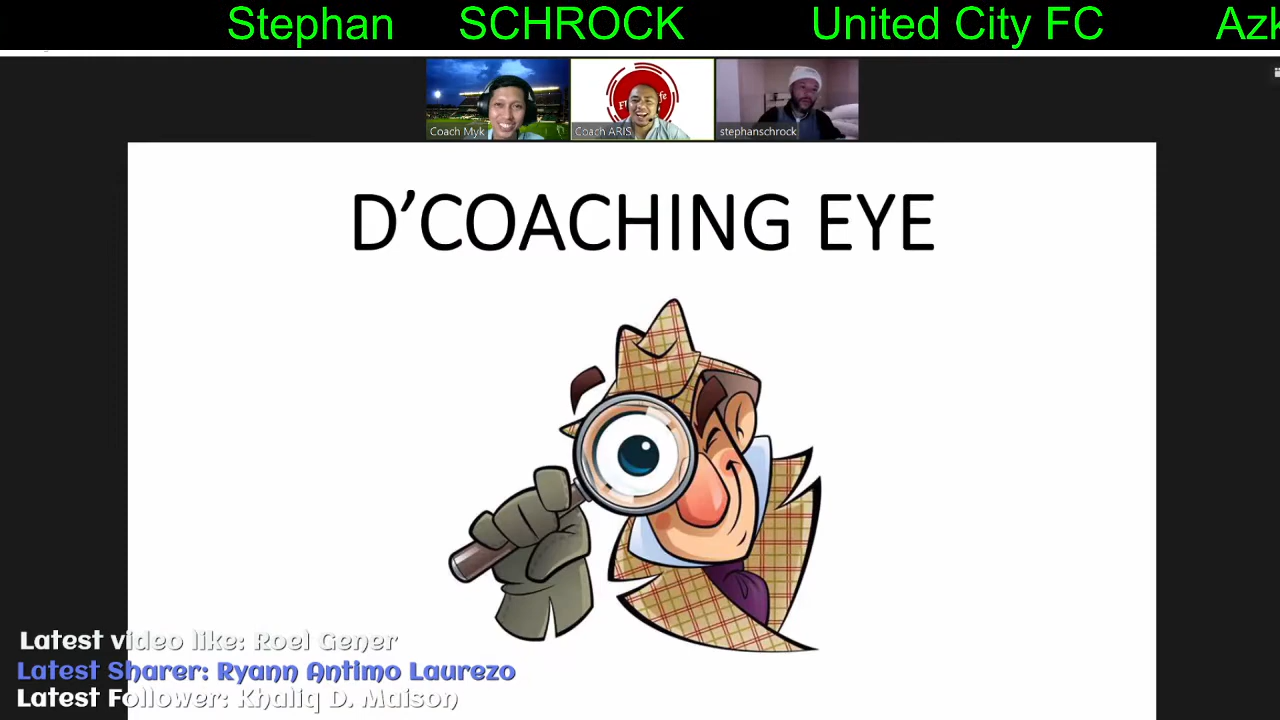 Stephan SCHROCK United City FC Azk
Coach Myk
Coach ARIS
stephanschrock
D'COACHING EYE
Latest video like: Roel Gener
Latest Sharer: Ryann Antimo Laurezo
Latest Follower: Khaliq D. Maison